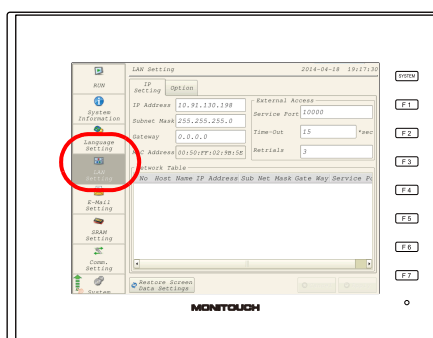 LAN Setting 2014-04-18 19:17:30
RUN
System
Information
Language
Setting
LAN
Setting
E-Mail
Setting
SRAM
Setting
Comm.
Setting
System
IP
Setting
Option
IP Address 10.91.130.198
Subnet Mask 255.255.255.0
Gateway 0.0.0.0
MAC Address 00:50:FF:02:9B:5E
External Access
Service Port 10000
Time-Out 15 *sec
Retrials 3
Network Table
No Host Name IP Address Sub Net Mask Gate Way Service Po
Restore Screen
Data Settings
MONITOUCH
SYSTEM
F1
F2
F3
F4
F5
F6
F7